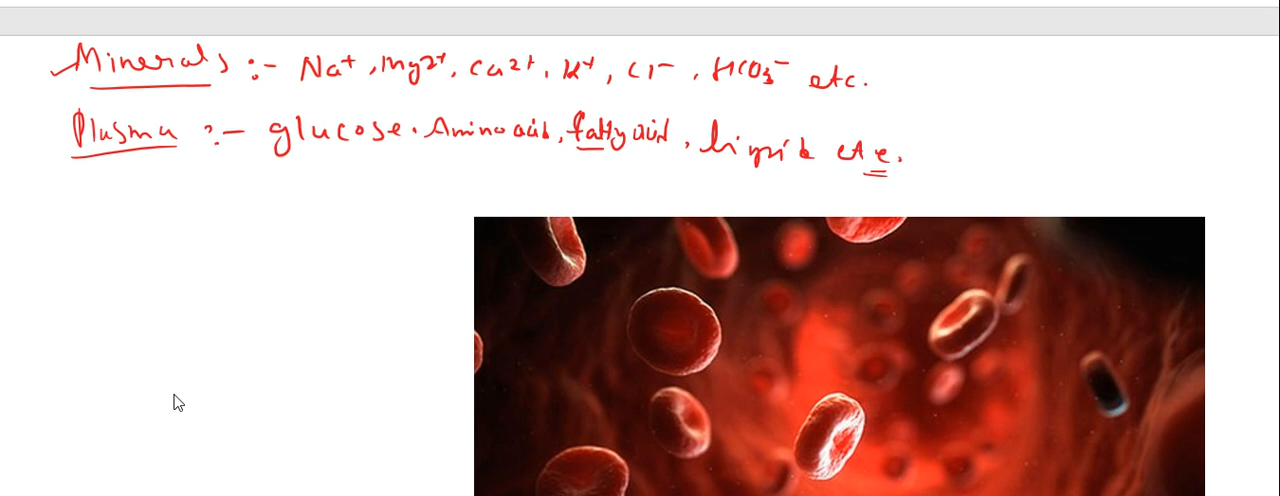 Minerals :- Na+, Mg2+, Ca2+, K+, Cl-, HCO3- etc.
Plasma :- glucose. Amino acid, fatty acid, lipid etc.